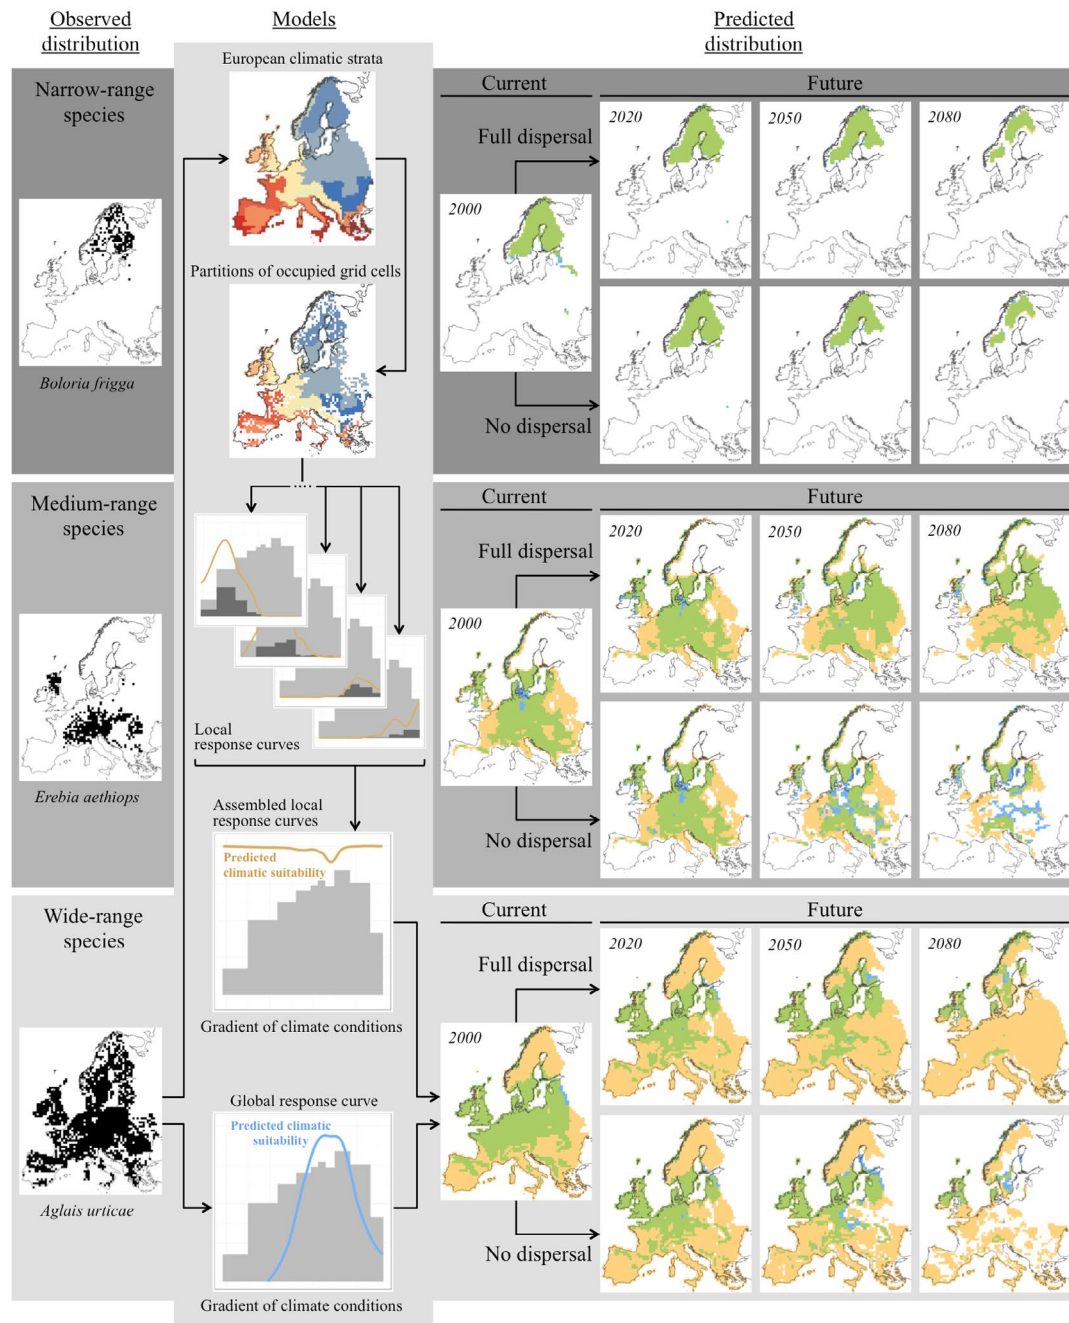 Observed
distribution
Models
Predicted
distribution
Narrow-range
species
Boloria frigga
European climatic strata
Partitions of occupied grid cells
Current
Future
Full dispersal
2000
No dispersal
2020
2050
2080
Medium-range
species
Erebia aethiops
Local
response curves
Assembled local
response curves
Predicted
climatic suitability
Gradient of climate conditions
Current
Future
Full dispersal
2000
No dispersal
2020
2050
2080
Wide-range
species
Aglais urticae
Global response curve
Predicted climatic
suitability
Gradient of climate conditions
Current
Future
Full dispersal
2000
No dispersal
2020
2050
2080